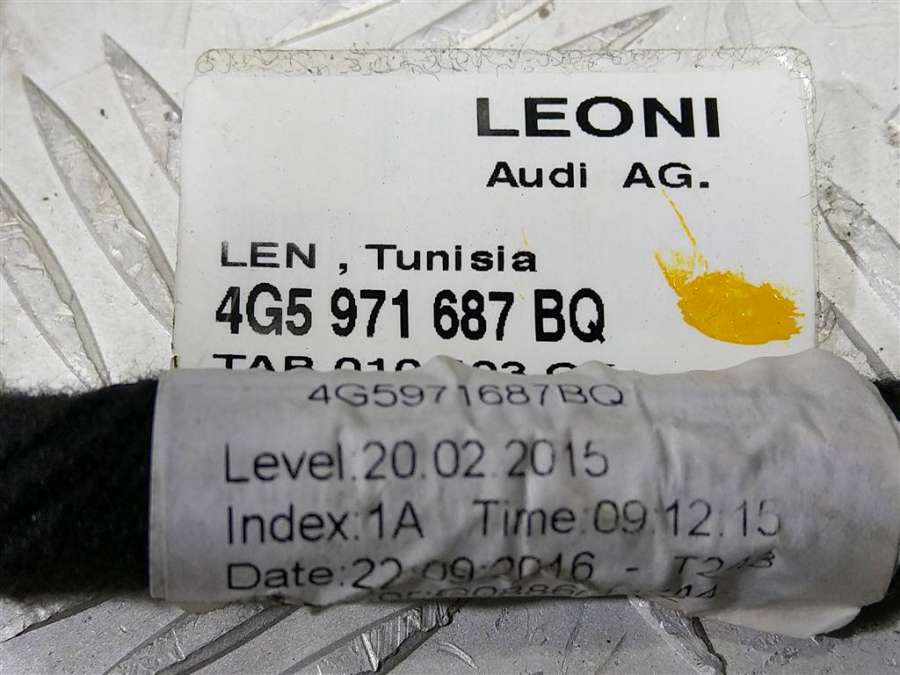 LEONI
Audi AG.
LEN , Tunisia
4G5 971 687 BQ
4G5971687BQ
Level:20.02.2015
Index:1A Time:09:12:15
Date:22:09:2016 - T248